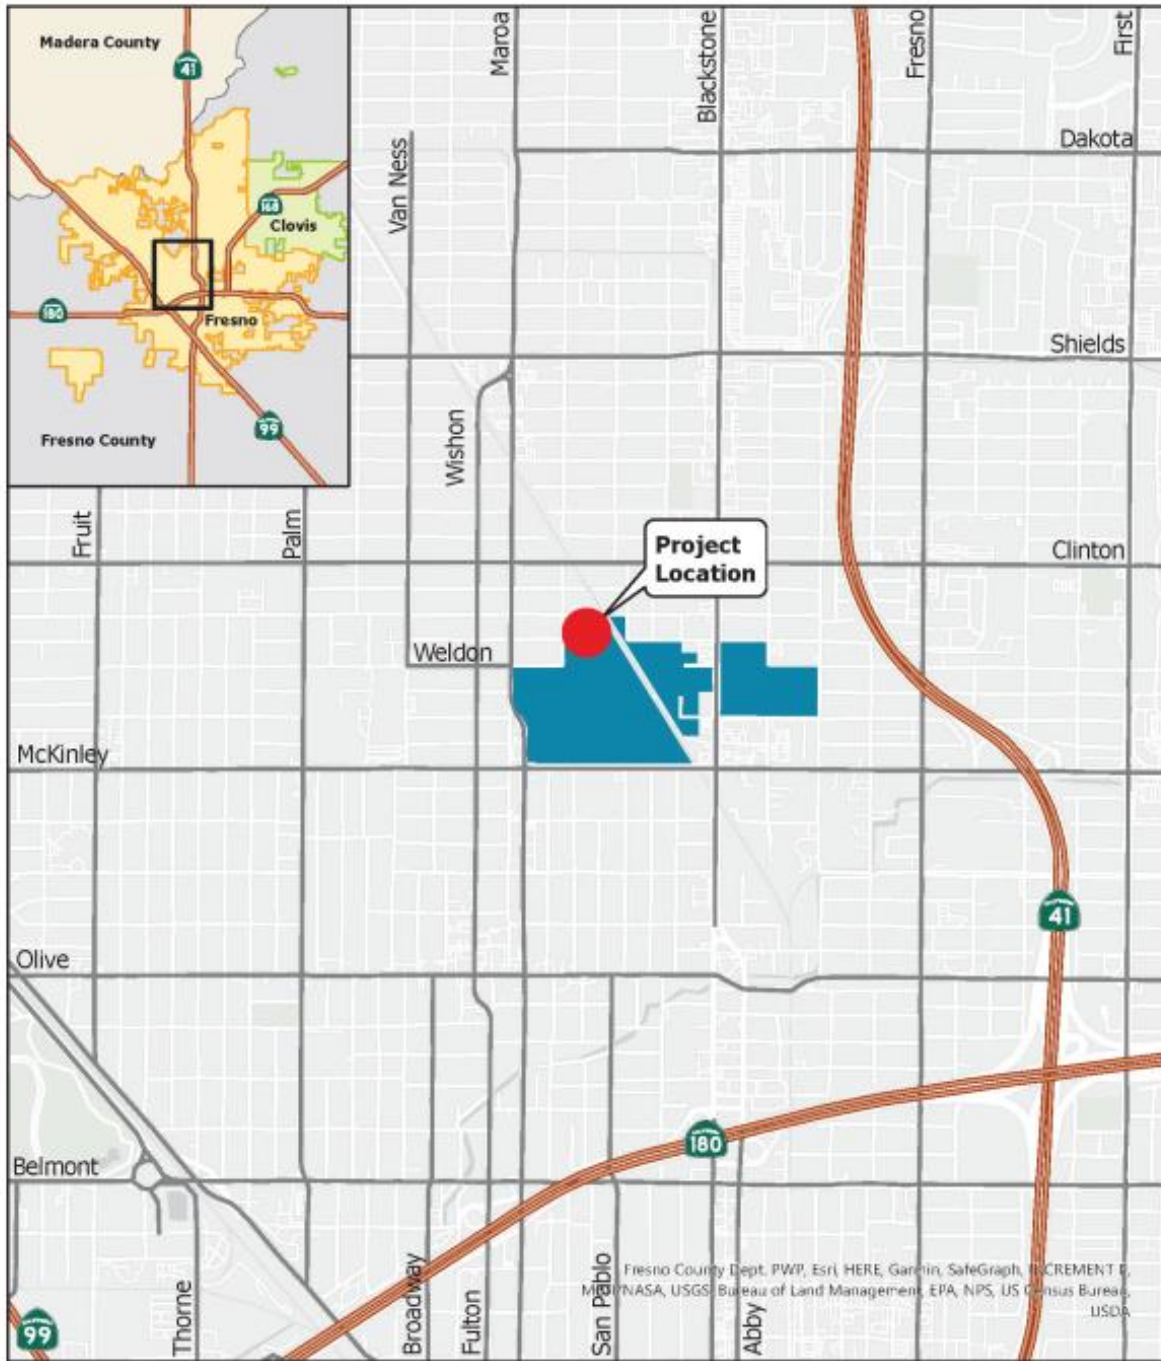 Madera County
41
168
Clovis
180
Fresno
99
Fresno County
Maroa
Blackstone
Fresno
First
Van Ness
Dakota
Shields
Wishon
Fruit
Palm
Project
Location
Clinton
Weldon
McKinley
41
Olive
180
Belmont
Thorne
Broadway
Fulton
San Pablo
Abby
99
Fresno County Dept. PWP, Esri, HERE, Garmin, SafeGraph, INCREMENT P,
METI/NASA, USGS, Bureau of Land Management, EPA, NPS, US Census Bureau,
USDA